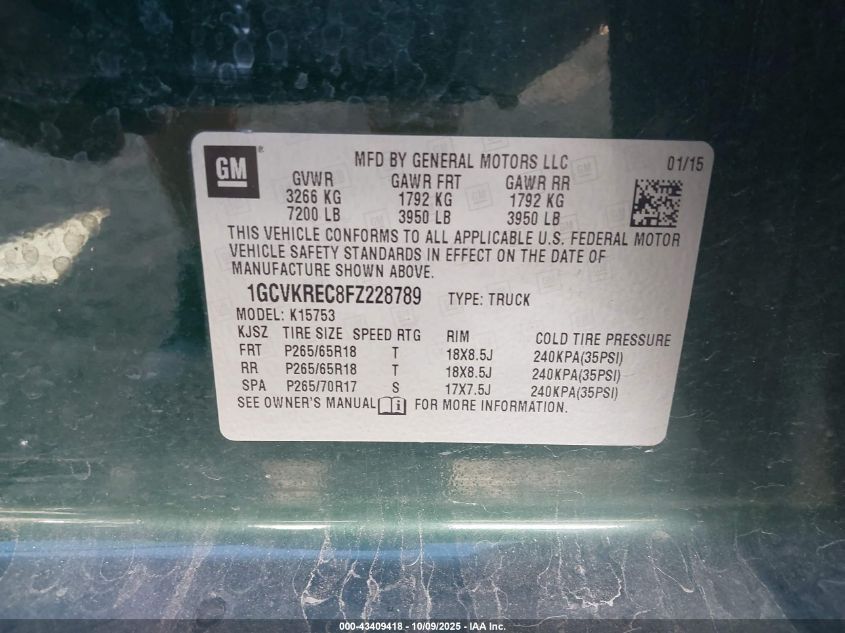 GM
MFD BY GENERAL MOTORS LLC 01/15
GVWR GAWR FRT GAWR RR
3266 KG 1792 KG 1792 KG
7200 LB 3950 LB 3950 LB
THIS VEHICLE CONFORMS TO ALL APPLICABLE U.S. FEDERAL MOTOR
VEHICLE SAFETY STANDARDS IN EFFECT ON THE DATE OF
MANUFACTURE SHOWN ABOVE.
1GCVKREC8FZ228789 TYPE: TRUCK
MODEL: K15753
KJSZ TIRE SIZE SPEED RTG RIM COLD TIRE PRESSURE
FRT P265/65R18 T 18X8.5J 240KPA(35PSI)
RR P265/65R18 T 18X8.5J 240KPA(35PSI)
SPA P265/70R17 S 17X7.5J 240KPA(35PSI)
SEE OWNER'S MANUAL i FOR MORE INFORMATION.
000-43409418 - 10/09/2025 - IAA Inc.